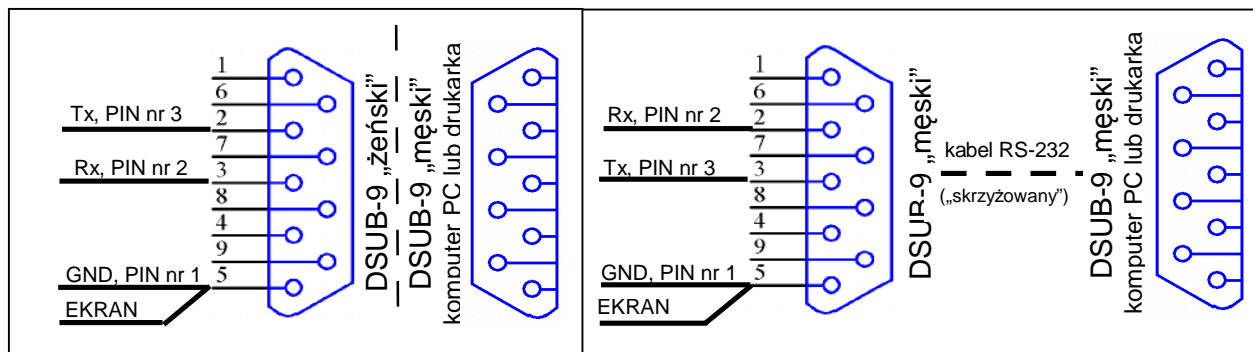 1
6
Tx, PIN nr 3
2
7
Rx, PIN nr 2
3
8
4
9
GND, PIN nr 1
5
EKRAN
DSUB-9 „żeński”
DSUB-9 „męski”
komputer PC lub drukarka
1
6
Rx, PIN nr 2
2
7
Tx, PIN nr 3
3
8
4
9
GND, PIN nr 1
5
EKRAN
DSUB-9 „męski”
kabel RS-232
(„skrzyżowany”)
DSUB-9 „męski”
komputer PC lub drukarka